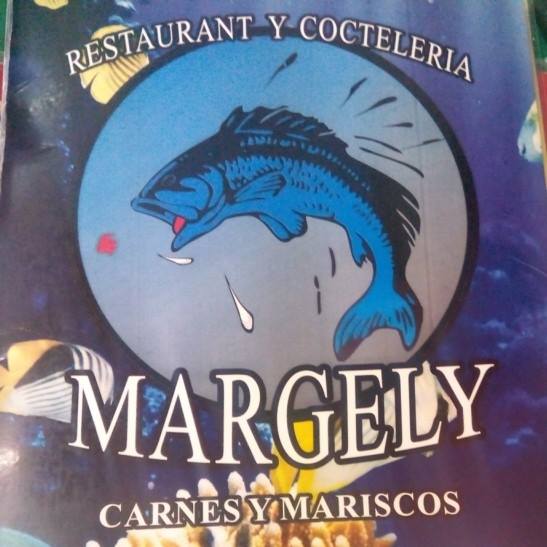 RESTAURANT Y COCTELERIA
MARGELY
CARNES Y MARISCOS